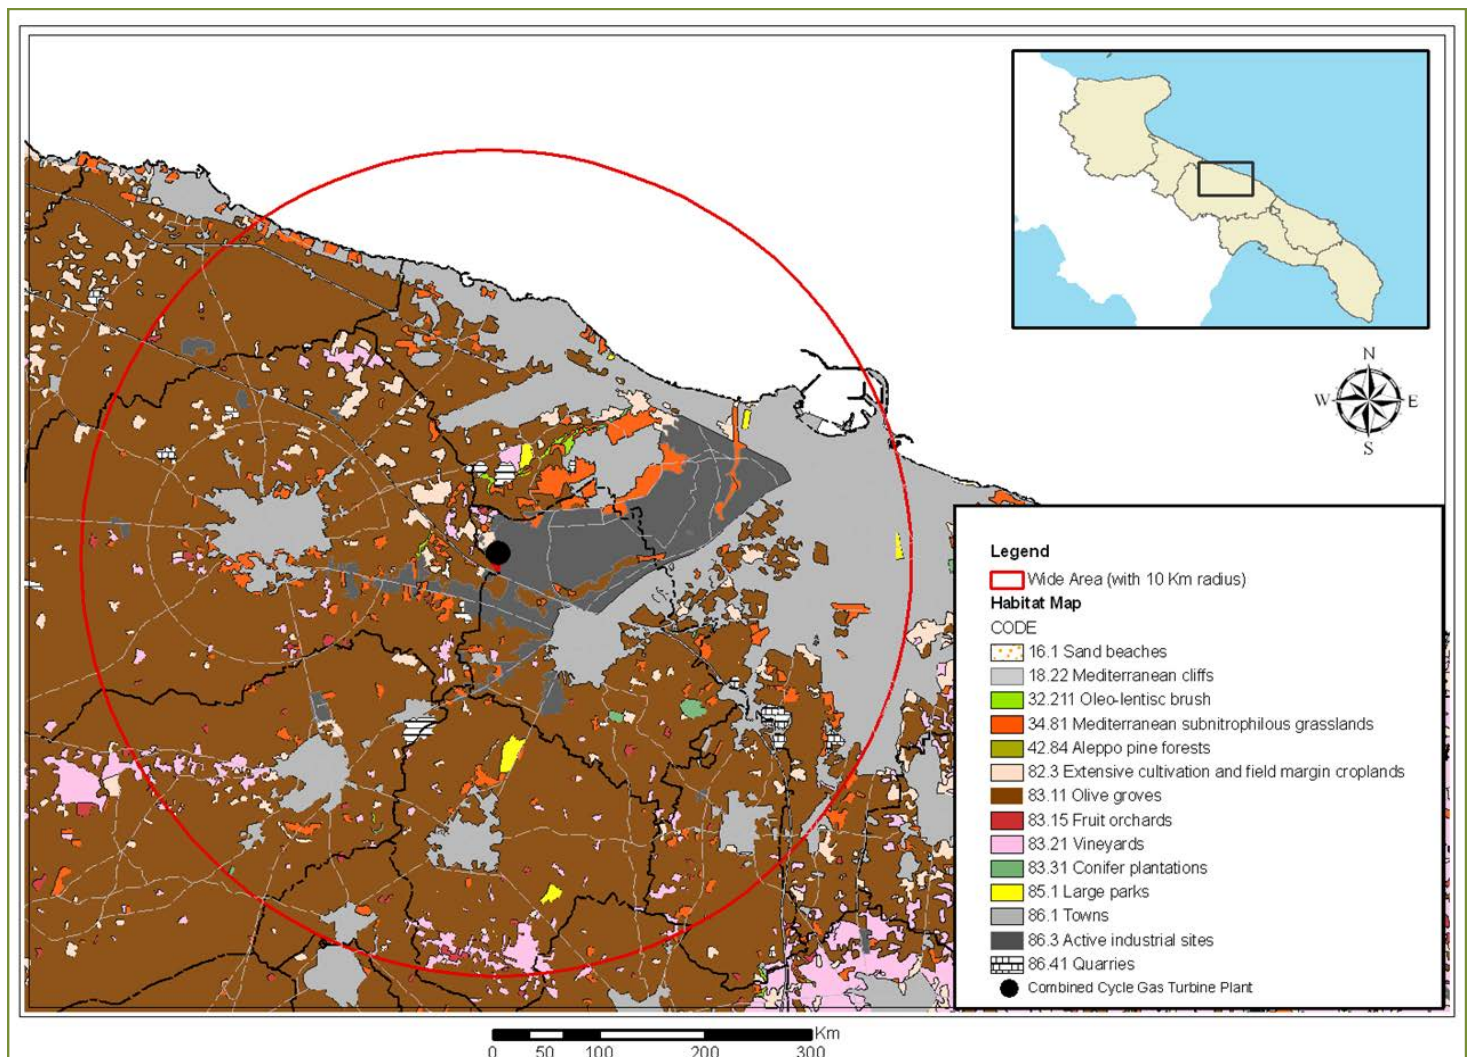 N
W E
S
Legend
Wide Area (with 10 Km radius)
Habitat Map
CODE
16.1 Sand beaches
18.22 Mediterranean cliffs
32.211 Oleo-lentisc brush
34.81 Mediterranean subnitrophilous grasslands
42.84 Aleppo pine forests
82.3 Extensive cultivation and field margin croplands
83.11 Olive groves
83.15 Fruit orchards
83.21 Vineyards
83.31 Conifer plantations
85.1 Large parks
86.1 Towns
86.3 Active industrial sites
86.41 Quarries
Combined Cycle Gas Turbine Plant
Km
0 50 100 200 300